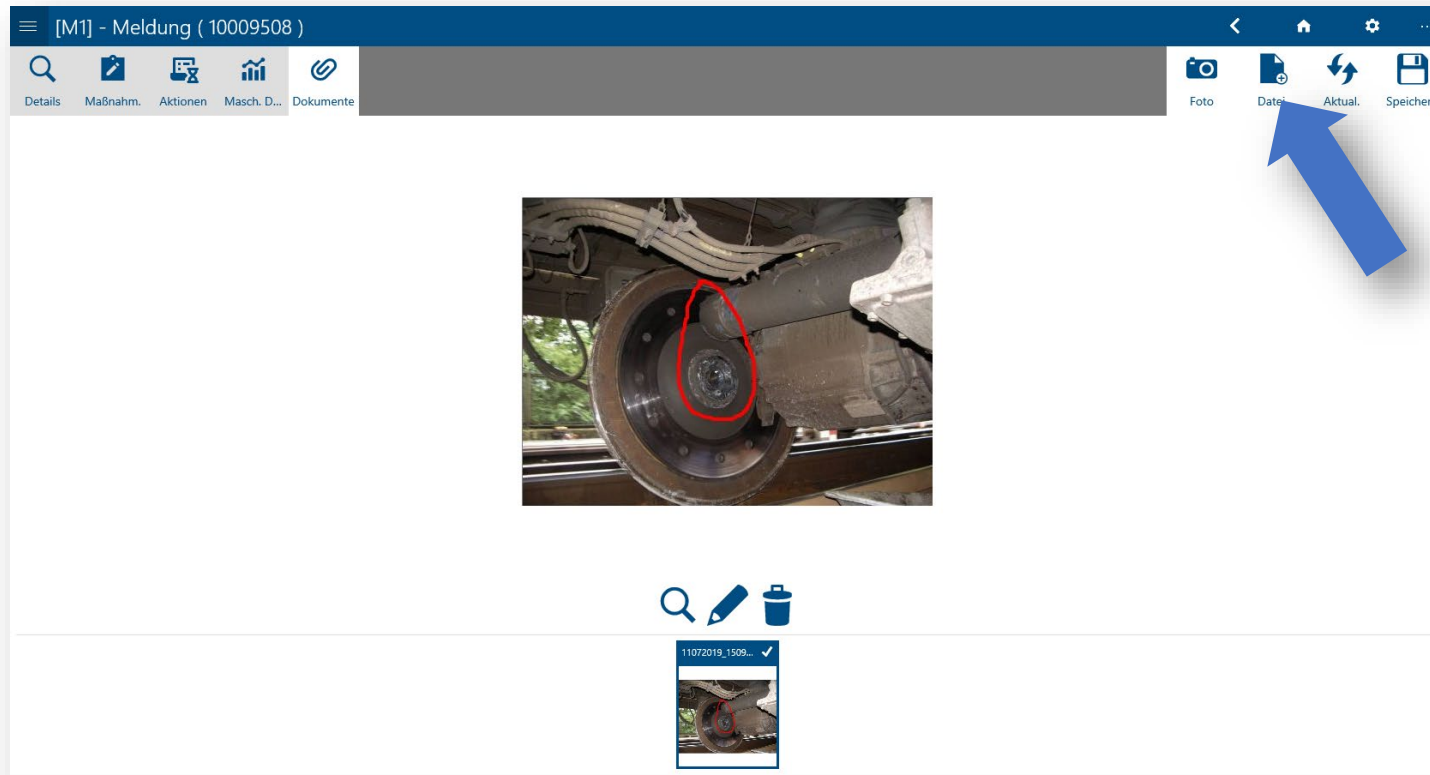 [M1] - Meldung ( 10009508 )
Details Maßnahm. Aktionen Masch. D... Dokumente Foto Datei Aktual. Speicher
11072019_1509...